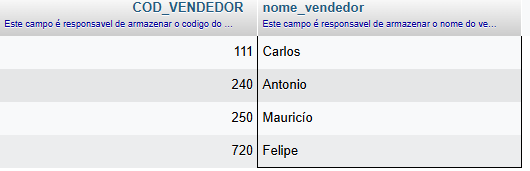 COD_VENDEDOR nome_vendedor
Este campo é responsavel de armazenar o codigo do ... Este campo é responsavel de armazenar o nome do ve...
111 Carlos
240 Antonio
250 Mauricío
720 Felipe